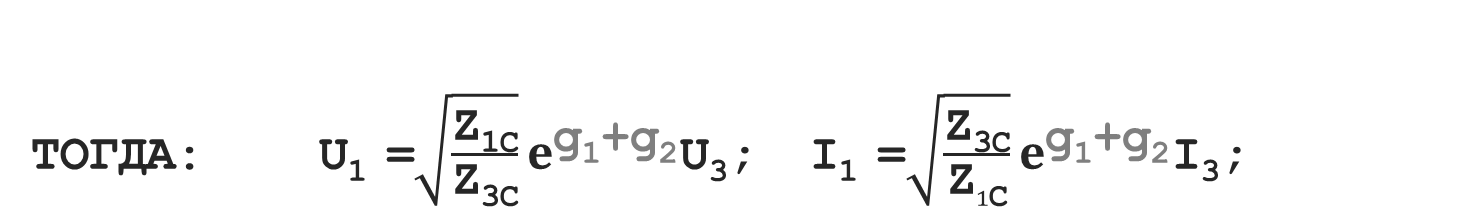 ТОГДА: U₁ = √(Z₁C/Z₃C) e^(g₁+g₂) U₃; I₁ = √(Z₃C/Z₁C) e^(g₁+g₂) I₃;